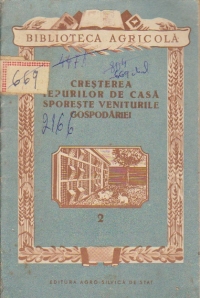 BIBLIOTECA AGRICOLĂ
669
CREȘTEREA
IEPURILOR DE CASĂ
SPOREȘTE VENITURILE
GOSPODĂRIEI
2166
2
EDITURA AGRO-SILVICĂ DE STAT